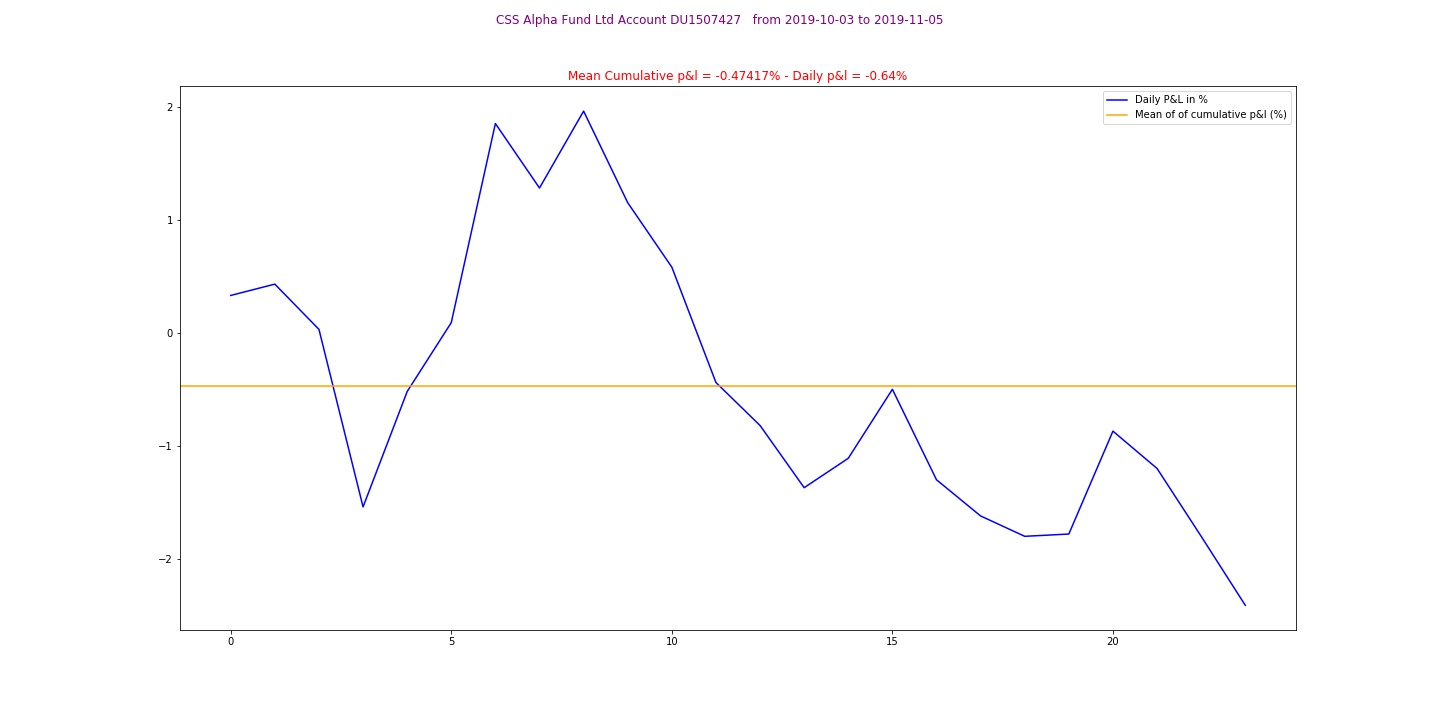 CSS Alpha Fund Ltd Account DU1507427   from 2019-10-03 to 2019-11-05
Mean Cumulative p&l = -0.47417% - Daily p&l = -0.64%
Daily P&L in %
Mean of of cumulative p&l (%)
2
1
0
−1
−2
0 5 10 15 20